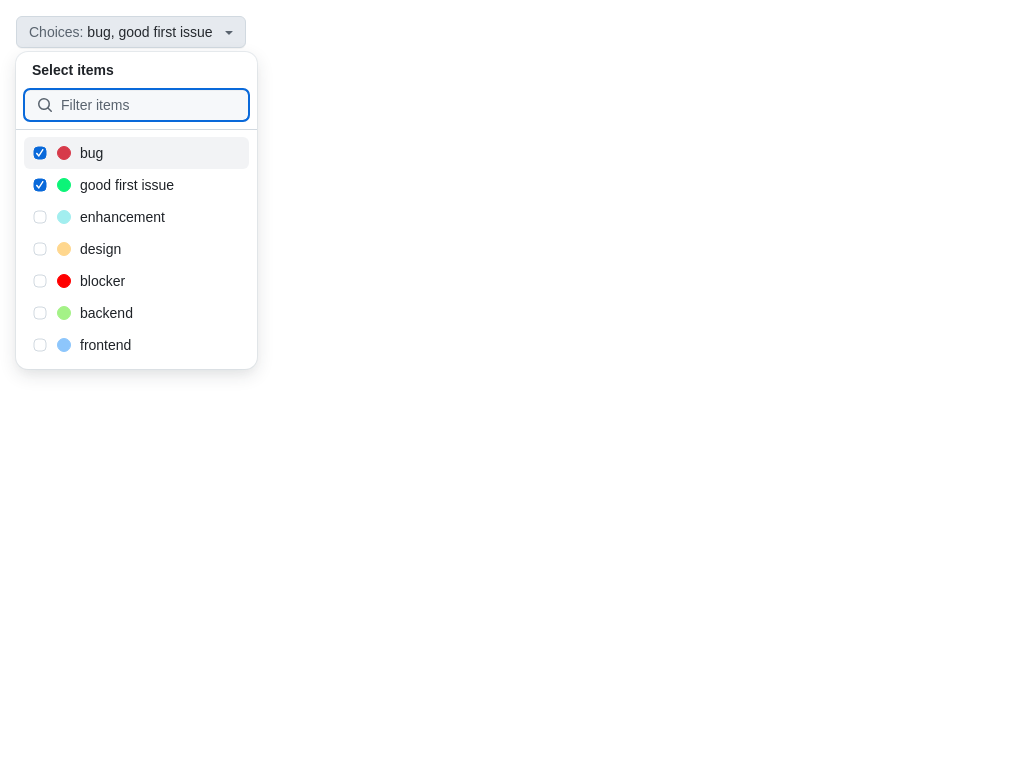 Choices: bug, good first issue
Select items
Filter items
bug
good first issue
enhancement
design
blocker
backend
frontend